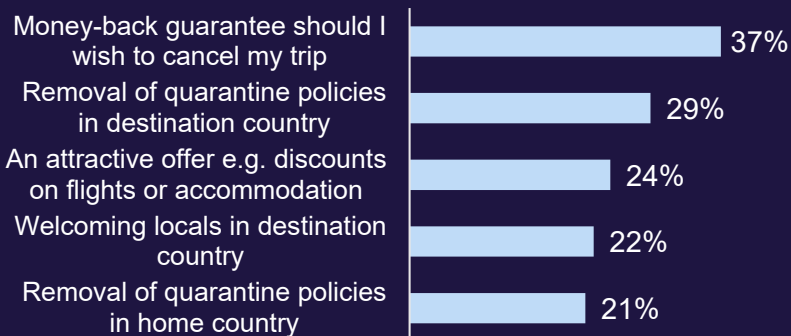 Money-back guarantee should I
wish to cancel my trip
37%
Removal of quarantine policies
in destination country
29%
An attractive offer e.g. discounts
on flights or accommodation
24%
Welcoming locals in destination
country
22%
Removal of quarantine policies
in home country
21%